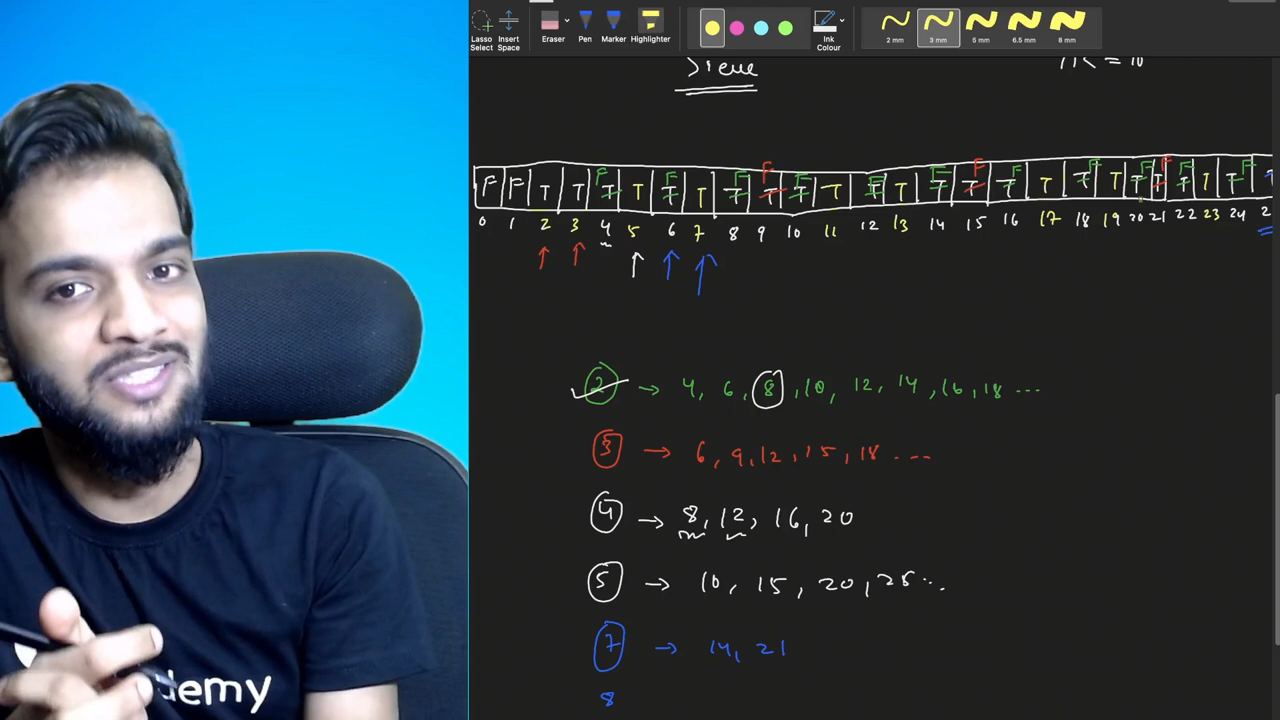 Lasso
Select
Insert
Space
Eraser
Pen
Marker
Highlighter
Ink
Colour
2 mm
3 mm
5 mm
6.5 mm
8 mm
Sieve
= 10
F F T T T T T T T T T T T T T T T T T T T T T T T
F F F F F F F F F F F F F F
0 1 2 3 4 5 6 7 8 9 10 11 12 13 14 15 16 17 18 19 20 21 22 23 24 2
2 → 4, 6, 8, 10, 12, 14, 16, 18 ...
3 → 6, 9, 12, 15, 18 ....
4 → 8, 12, 16, 20
5 → 10, 15, 20, 25 ..
7 → 14, 21
8
demy